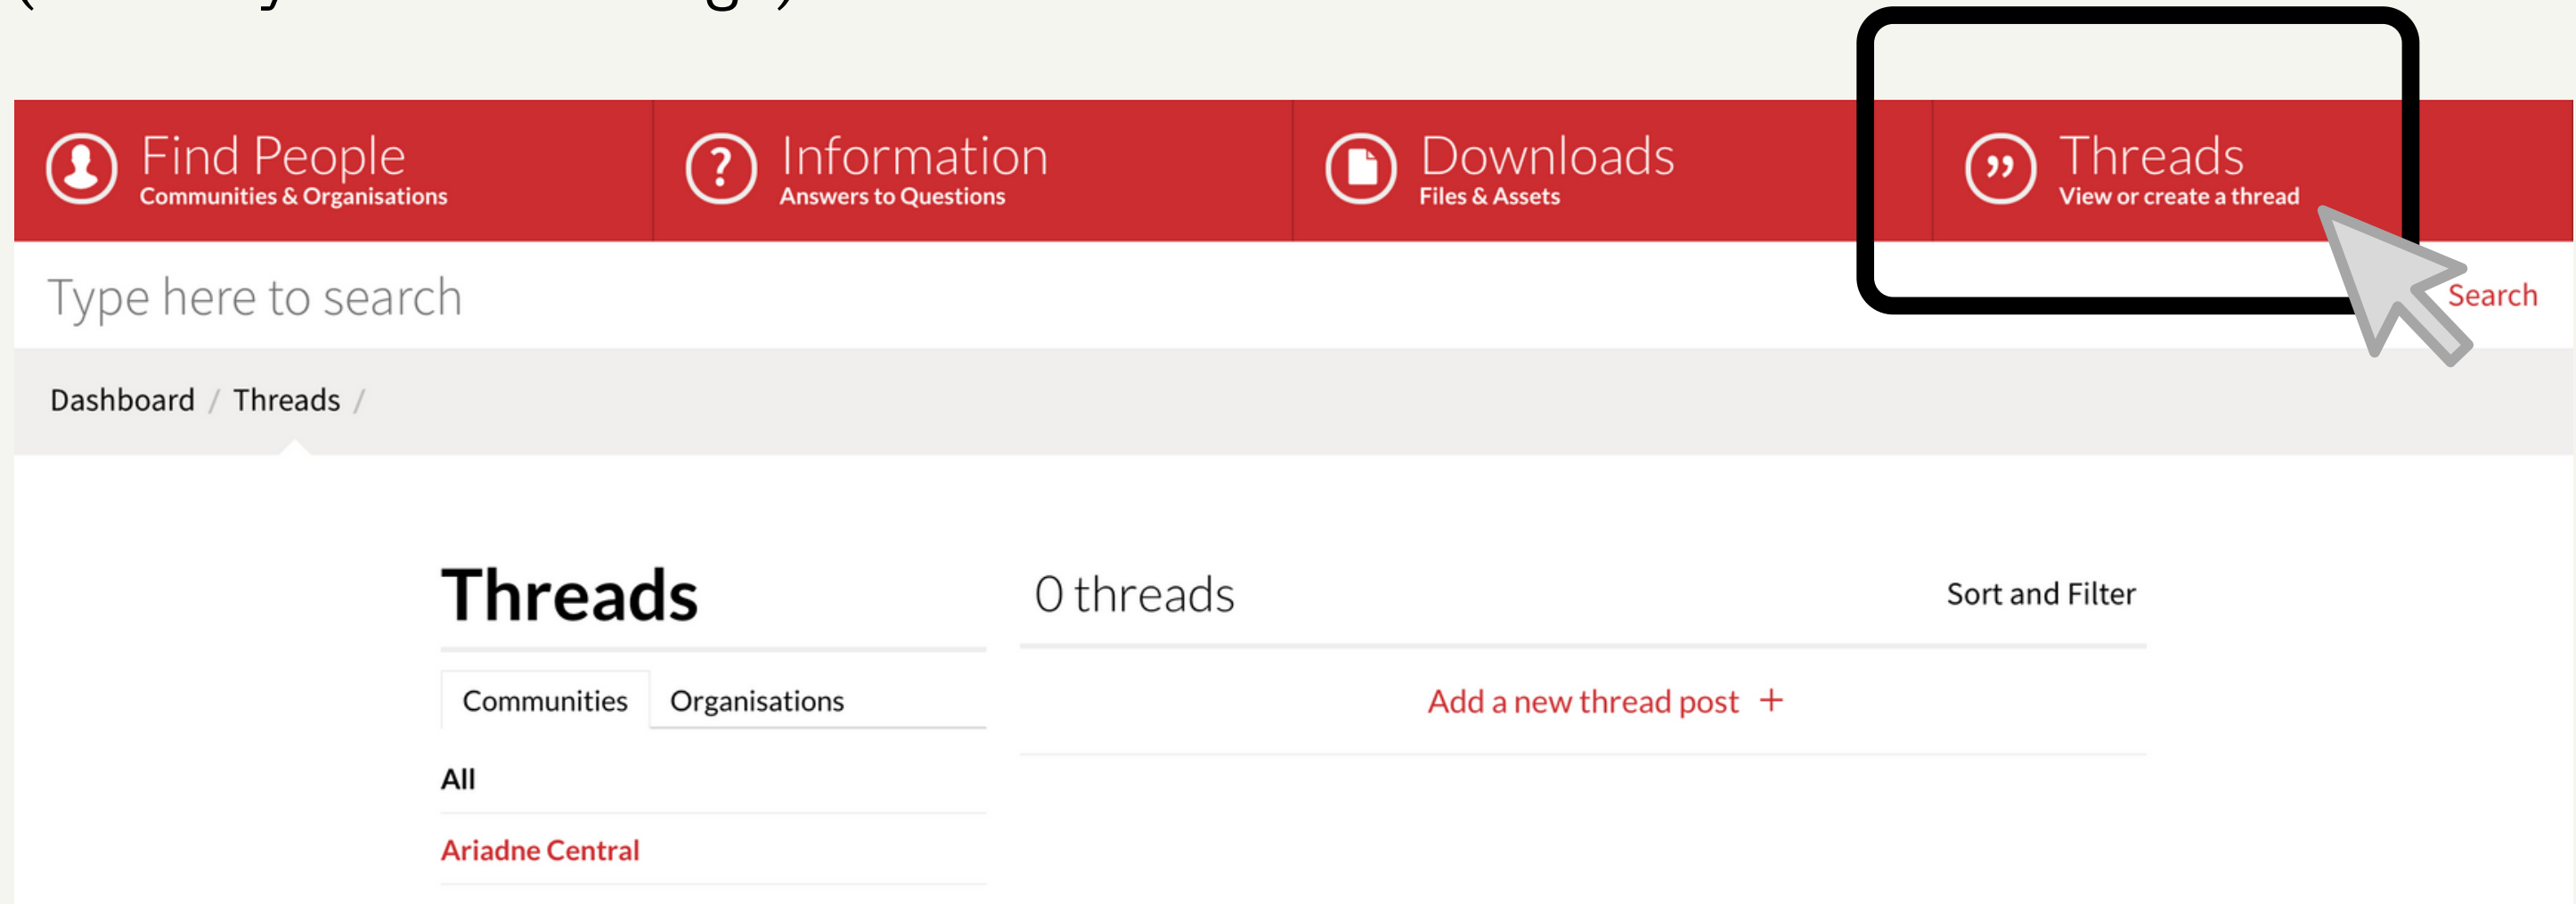 Find People
Communities & Organisations
Information
Answers to Questions
Downloads
Files & Assets
Threads
View or create a thread
Type here to search
Search
Dashboard / Threads /
Threads
0 threads
Sort and Filter
Communities Organisations
Add a new thread post +
All
Ariadne Central